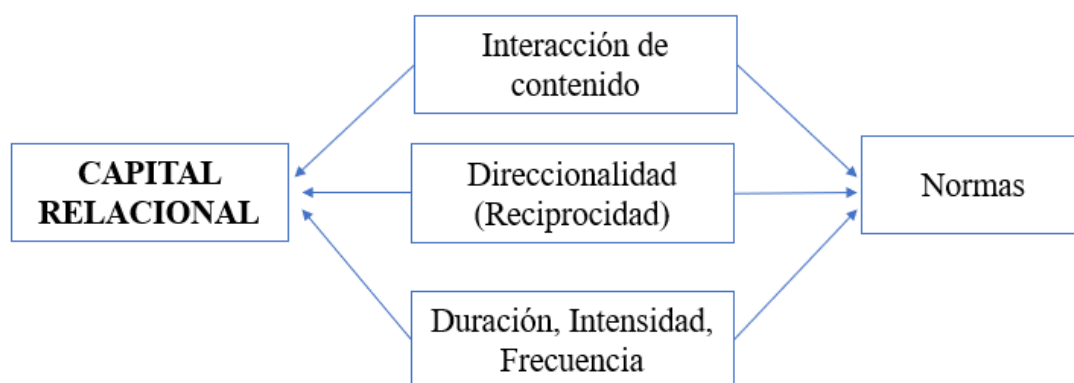 Interacción de
contenido
CAPITAL
RELACIONAL
Direccionalidad
(Reciprocidad)
Normas
Duración, Intensidad,
Frecuencia